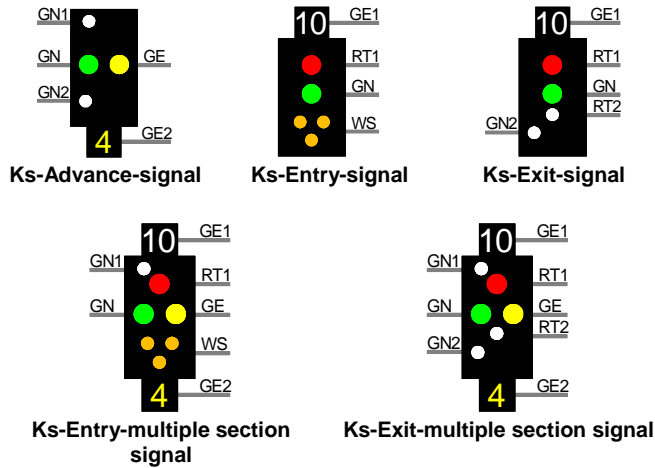 GN1
GN
GE
GN2
4
GE2
Ks-Advance-signal
10
GE1
RT1
GN
WS
Ks-Entry-signal
10
GE1
RT1
GN
RT2
GN2
Ks-Exit-signal
10
GE1
GN1
RT1
GN
GE
WS
4
GE2
Ks-Entry-multiple section
signal
10
GE1
GN1
RT1
GN
GE
RT2
GN2
4
GE2
Ks-Exit-multiple section signal